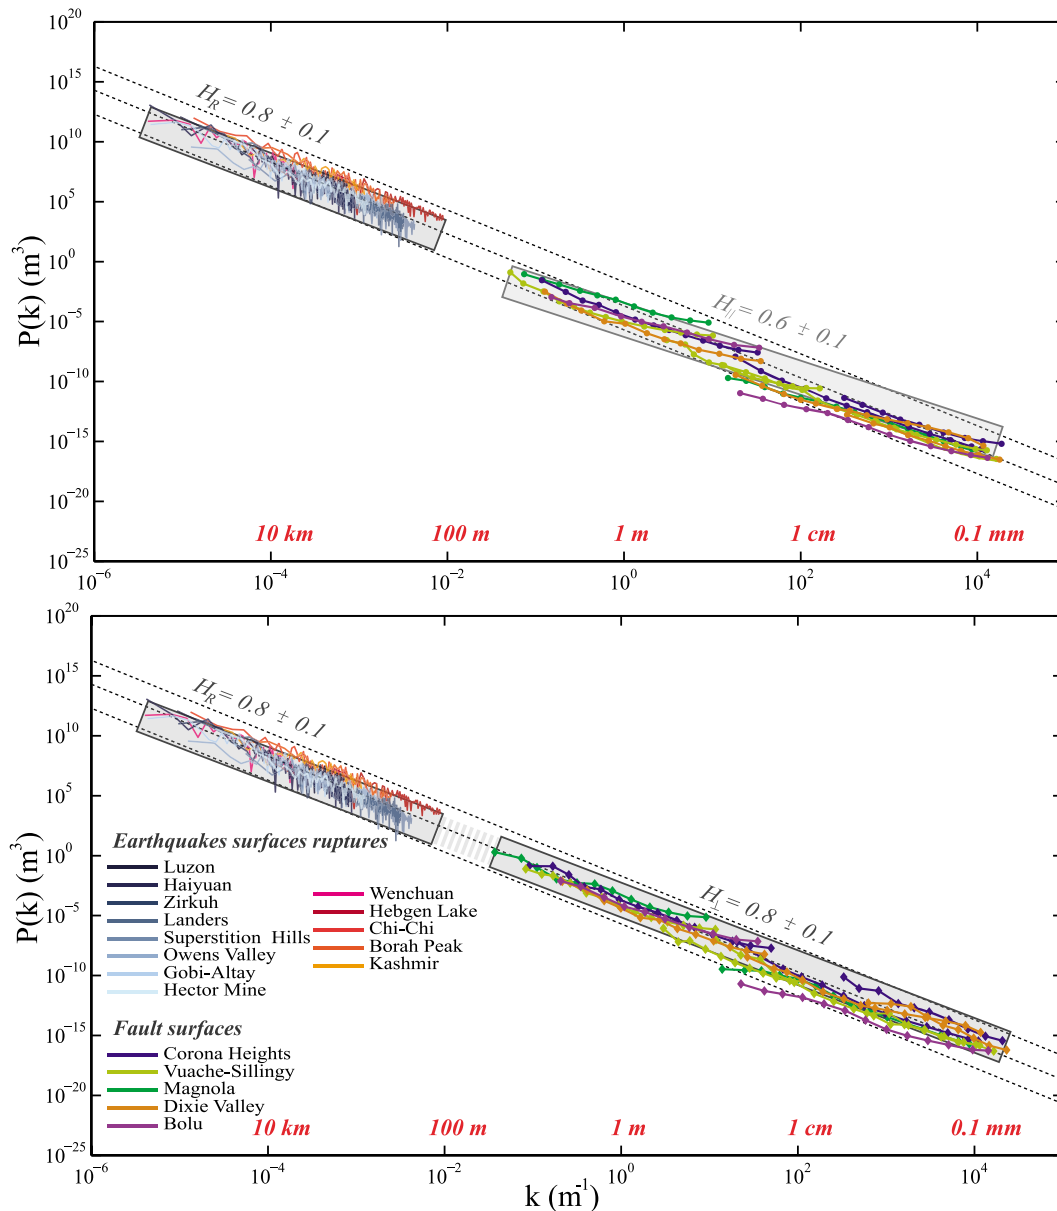 10^20
10^15
10^10
10^5
10^0
10^−5
10^−10
10^−15
10^−20
10^−25
P(k) (m^3)
H_R = 0.8 ± 0.1
H_|| = 0.6 ± 0.1
10 km 100 m 1 m 1 cm 0.1 mm
10^−6 10^−4 10^−2 10^0 10^2 10^4
10^20
10^15
10^10
10^5
10^0
10^−5
10^−10
10^−15
10^−20
10^−25
P(k) (m^3)
H_R = 0.8 ± 0.1
H_⊥ = 0.8 ± 0.1
Earthquakes surfaces ruptures
Luzon
Haiyuan
Zirkuh
Landers
Superstition Hills
Owens Valley
Gobi-Altay
Hector Mine
Wenchuan
Hebgen Lake
Chi-Chi
Borah Peak
Kashmir
Fault surfaces
Corona Heights
Vuache-Sillingy
Magnola
Dixie Valley
Bolu
10 km 100 m 1 m 1 cm 0.1 mm
10^−6 10^−4 10^−2 10^0 10^2 10^4
k (m^−1)